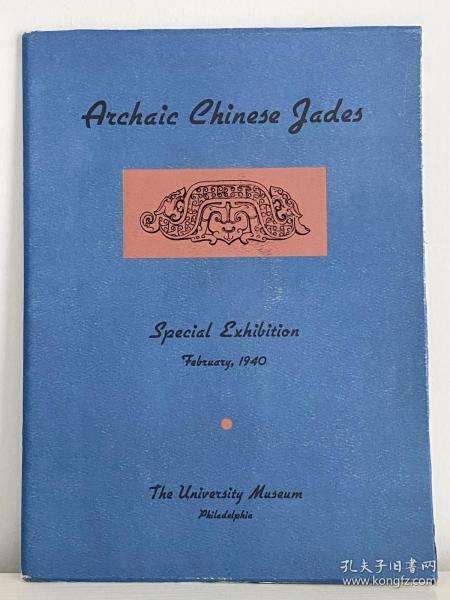 Archaic Chinese Jades
Special Exhibition
February, 1940
The University Museum
Philadelphia
孔夫子旧书网
www.kongfz.com